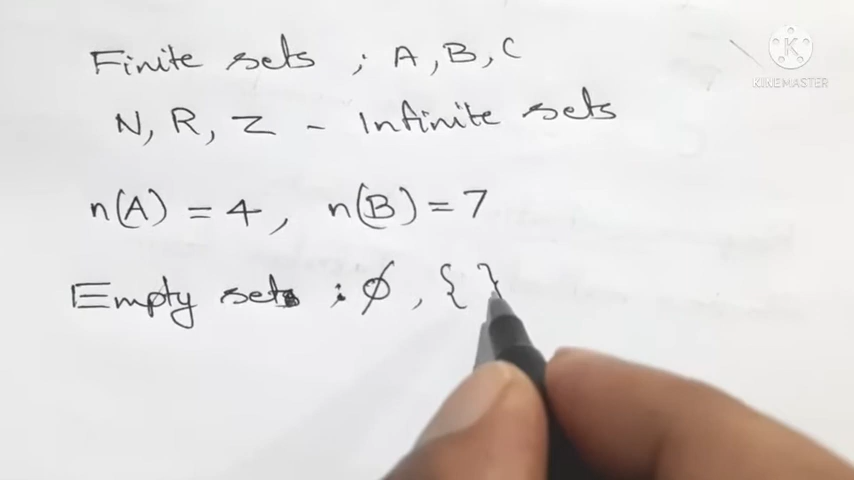 Finite sets ; A, B, C
K
KINEMASTER
N, R, Z - Infinite sets
n(A) = 4, n(B) = 7
Empty sets : ∅, { }